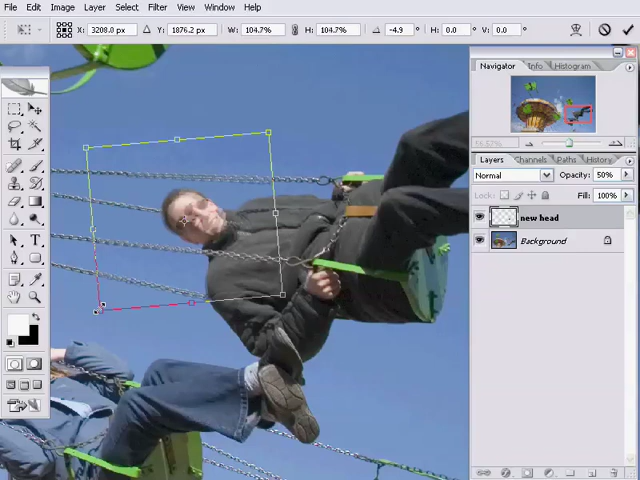 File Edit Image Layer Select Filter View Window Help
X: 3208.0 px Y: 1876.2 px W: 104.7% H: 104.7% -4.9 ° H: 0.0 ° V: 0.0 °
Navigator Info Histogram
Layers Channels Paths History
Normal Opacity: 50%
Lock: Fill: 100%
new head
Background
T